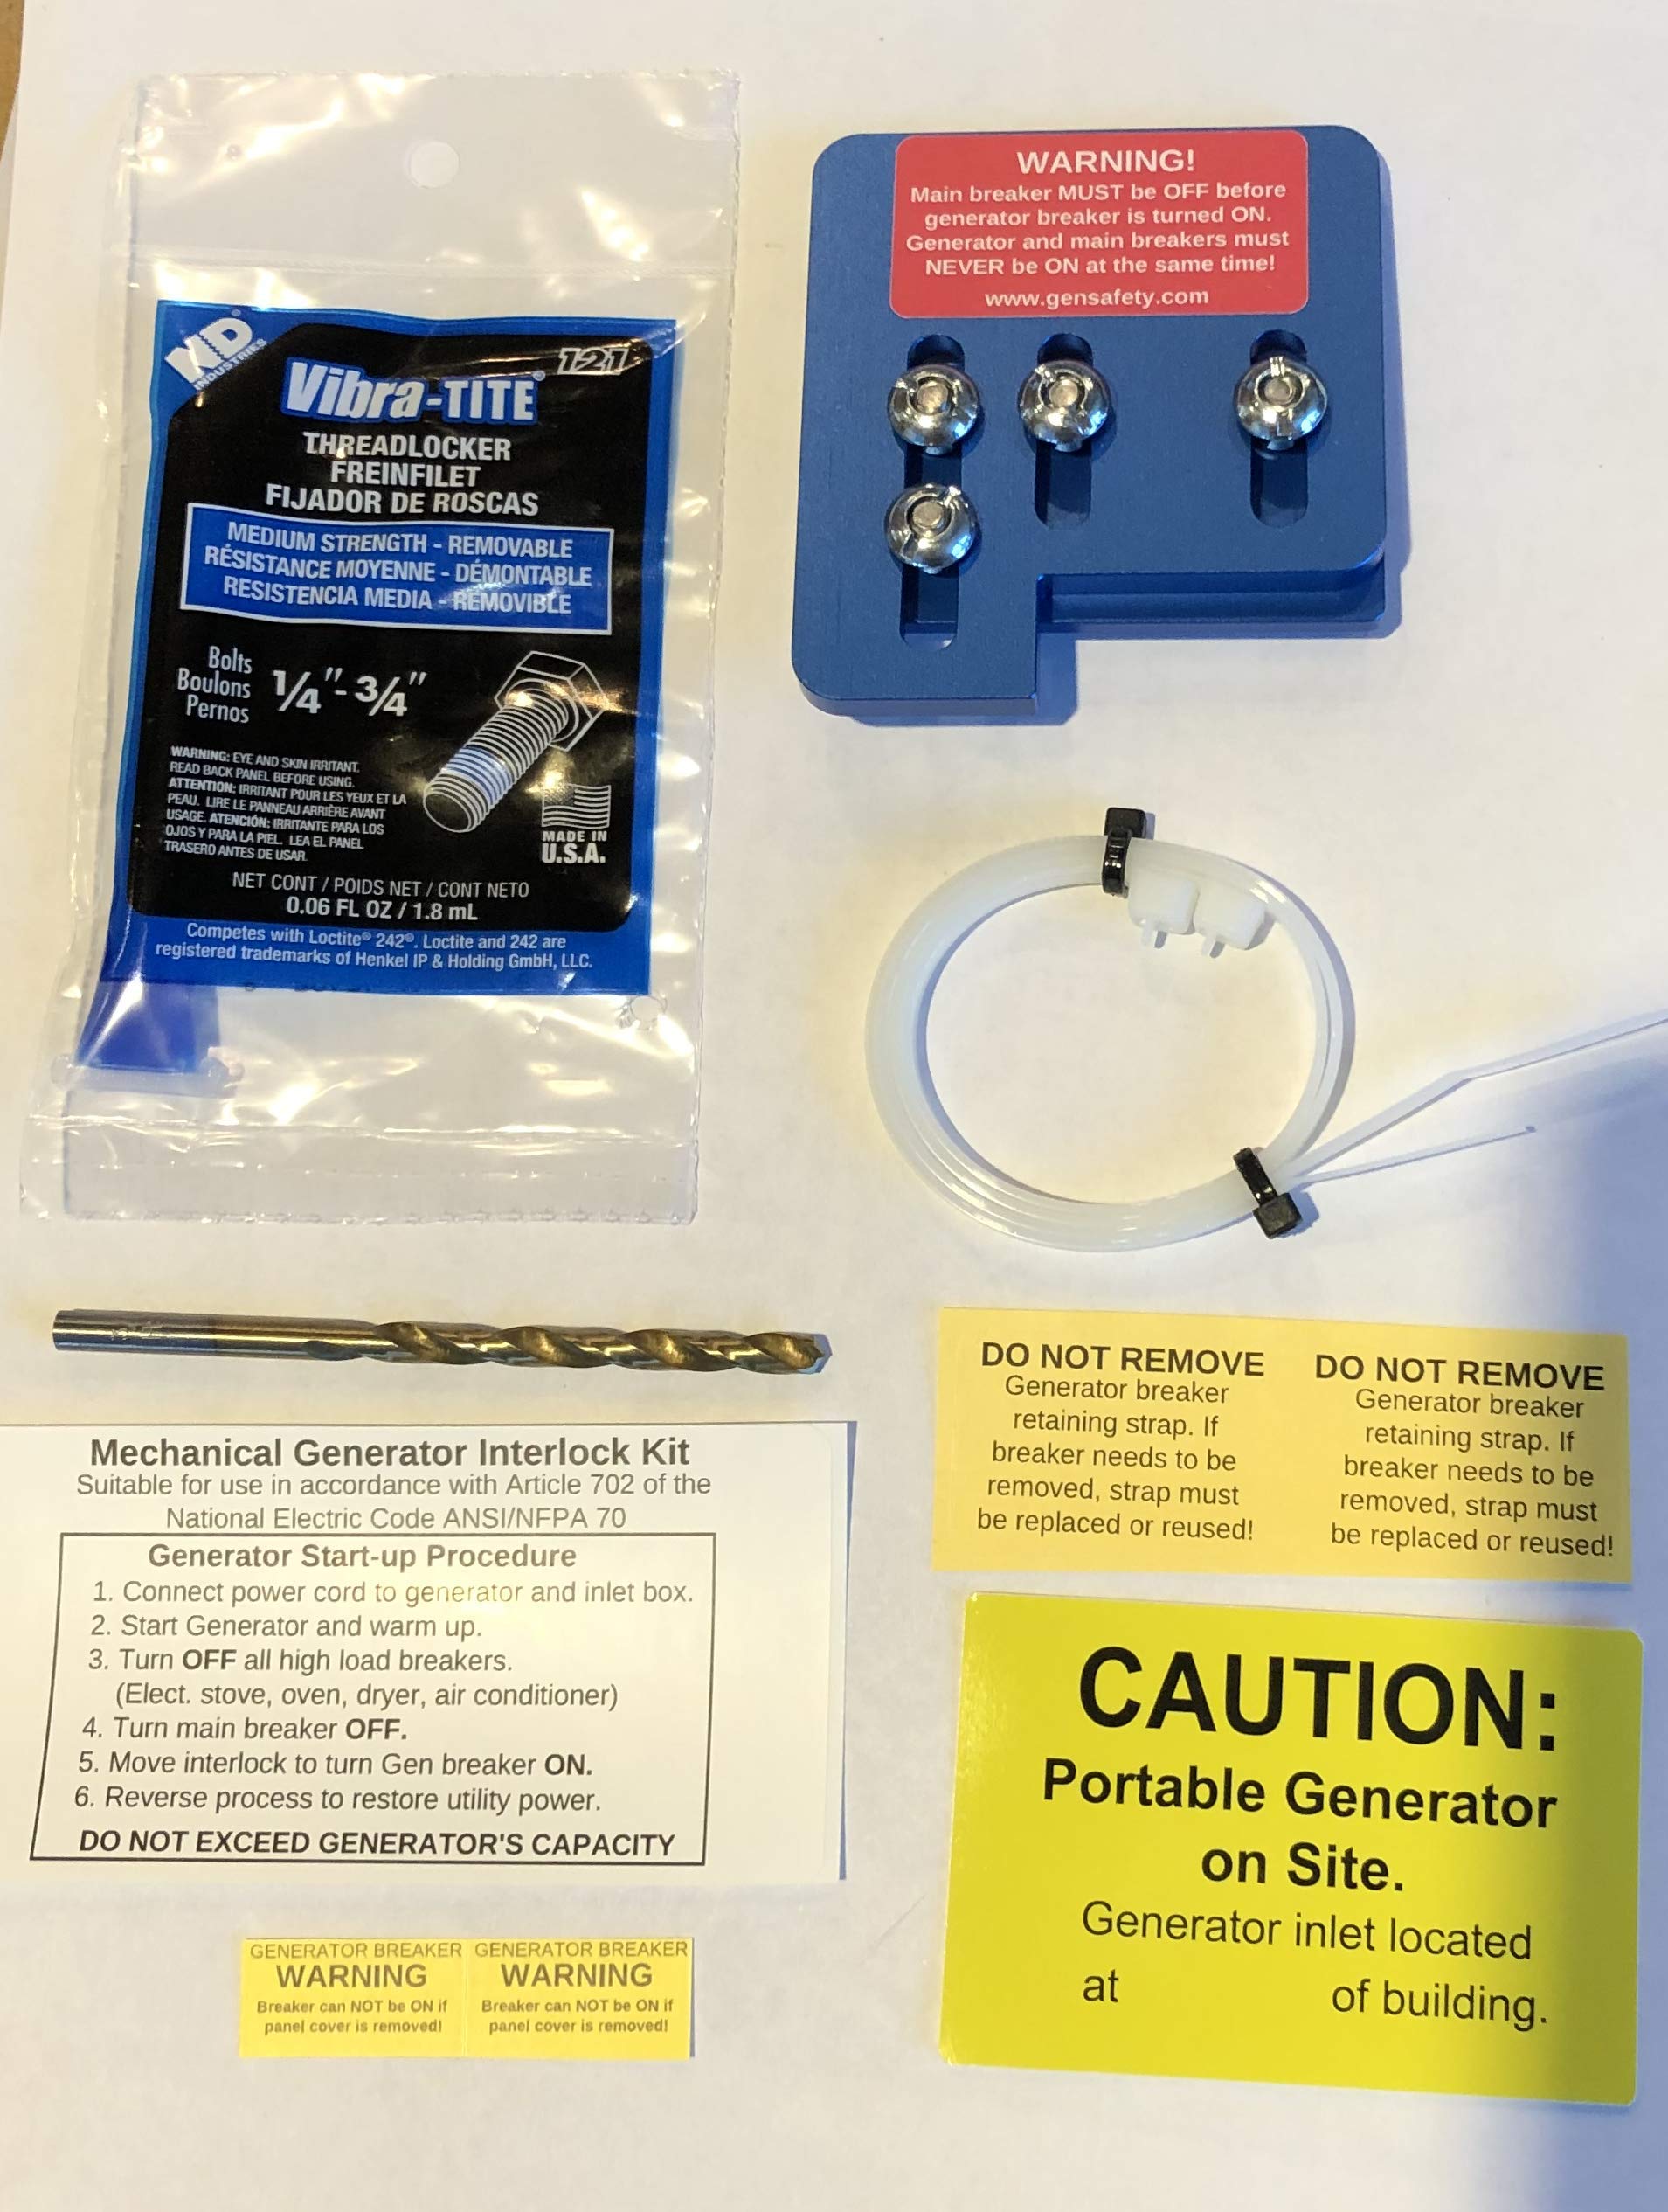 ND
INDUSTRIES
121
Vibra-TITE®
THREADLOCKER
FREINFILET
FIJADOR DE ROSCAS
MEDIUM STRENGTH - REMOVABLE
RÉSISTANCE MOYENNE - DÉMONTABLE
RESISTENCIA MEDIA - REMOVIBLE
Bolts
Boulons
Pernos
1/4"- 3/4"
WARNING: EYE AND SKIN IRRITANT.
READ BACK PANEL BEFORE USING.
ATTENTION: IRRITANT POUR LES YEUX ET LA
PEAU. LIRE LE PANNEAU ARRIÈRE AVANT
USAGE. ATENCIÓN: IRRITANTE PARA LOS
OJOS Y PARA LA PIEL. LEA EL PANEL
TRASERO ANTES DE USAR.
MADE IN
U.S.A.
NET CONT / POIDS NET / CONT NETO
0.06 FL OZ / 1.8 mL
Competes with Loctite® 242®. Loctite and 242 are
registered trademarks of Henkel IP & Holding GmbH, LLC.
WARNING!
Main breaker MUST be OFF before
generator breaker is turned ON.
Generator and main breakers must
NEVER be ON at the same time!
www.gensafety.com
Mechanical Generator Interlock Kit
Suitable for use in accordance with Article 702 of the
National Electric Code ANSI/NFPA 70
Generator Start-up Procedure
1. Connect power cord to generator and inlet box.
2. Start Generator and warm up.
3. Turn OFF all high load breakers.
(Elect. stove, oven, dryer, air conditioner)
4. Turn main breaker OFF.
5. Move interlock to turn Gen breaker ON.
6. Reverse process to restore utility power.
DO NOT EXCEED GENERATOR'S CAPACITY
DO NOT REMOVE
Generator breaker
retaining strap. If
breaker needs to be
removed, strap must
be replaced or reused!
DO NOT REMOVE
Generator breaker
retaining strap. If
breaker needs to be
removed, strap must
be replaced or reused!
GENERATOR BREAKER
WARNING
Breaker can NOT be ON if
panel cover is removed!
GENERATOR BREAKER
WARNING
Breaker can NOT be ON if
panel cover is removed!
CAUTION:
Portable Generator
on Site.
Generator inlet located
at of building.